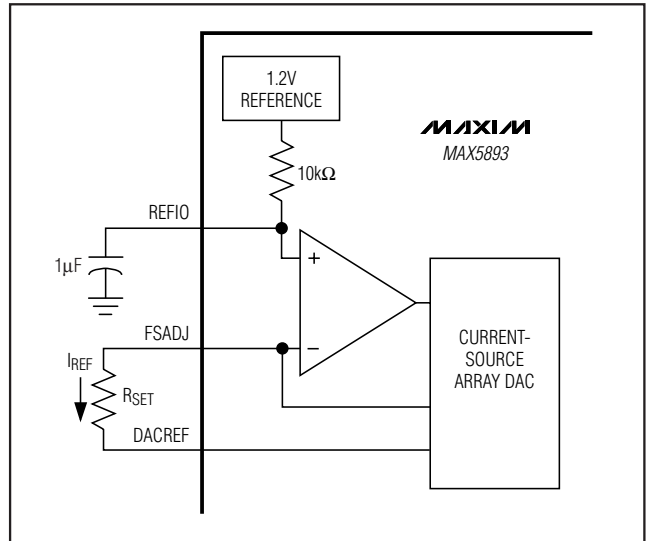 1.2V
REFERENCE
MAXIM
MAX5893
10kΩ
REFIO
1μF
+
FSADJ
−
CURRENT-
SOURCE
ARRAY DAC
IREF
RSET
DACREF